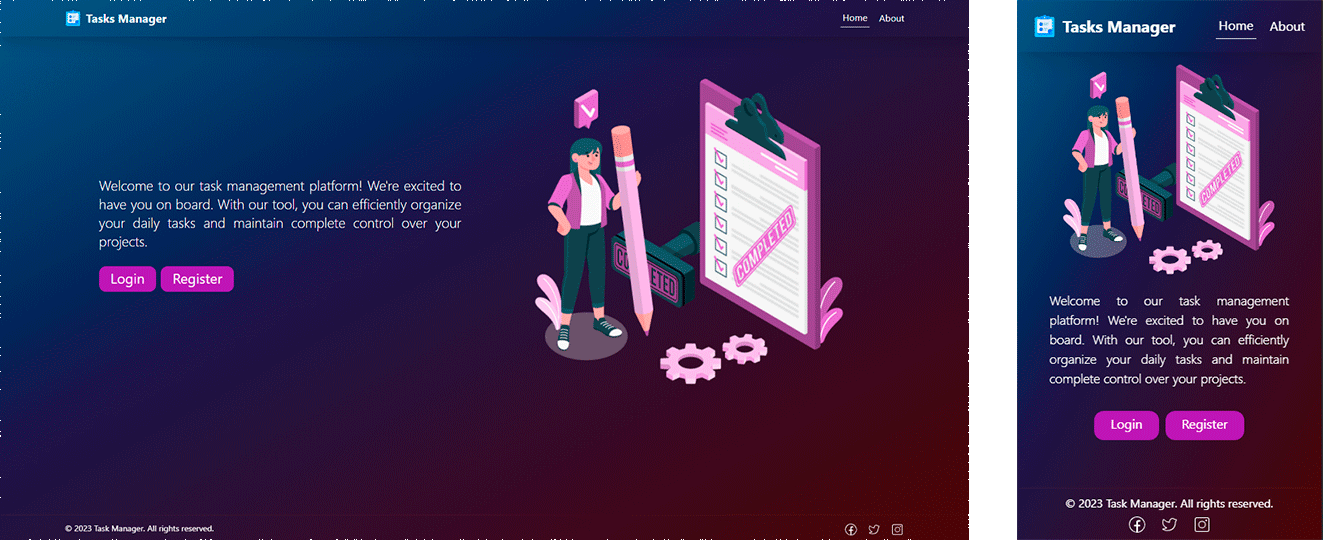 Tasks Manager
Home About
Welcome to our task management platform! We're excited to
have you on board. With our tool, you can efficiently organize
your daily tasks and maintain complete control over your
projects.
Login Register
COMPLETED
COMPLETED
© 2023 Task Manager. All rights reserved.
Tasks Manager
Home About
COMPLETED
COMPLETED
Welcome to our task management
platform! We're excited to have you on
board. With our tool, you can efficiently
organize your daily tasks and maintain
complete control over your projects.
Login Register
© 2023 Task Manager. All rights reserved.